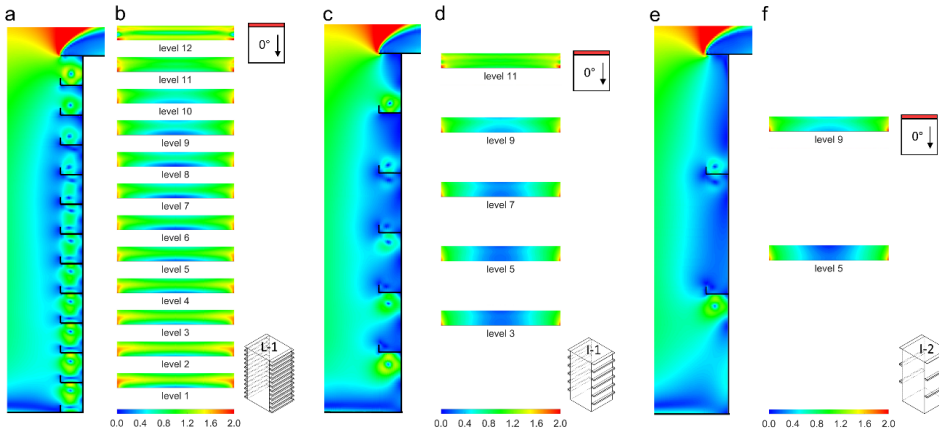 a
b
c
d
e
f
0°
level 12
level 11
level 10
level 9
level 8
level 7
level 6
level 5
level 4
level 3
level 2
level 1
L-1
0°
level 11
level 9
level 7
level 5
level 3
I-1
0°
level 9
level 5
I-2
0.0 0.4 0.8 1.2 1.6 2.0
0.0 0.4 0.8 1.2 1.6 2.0
0.0 0.4 0.8 1.2 1.6 2.0